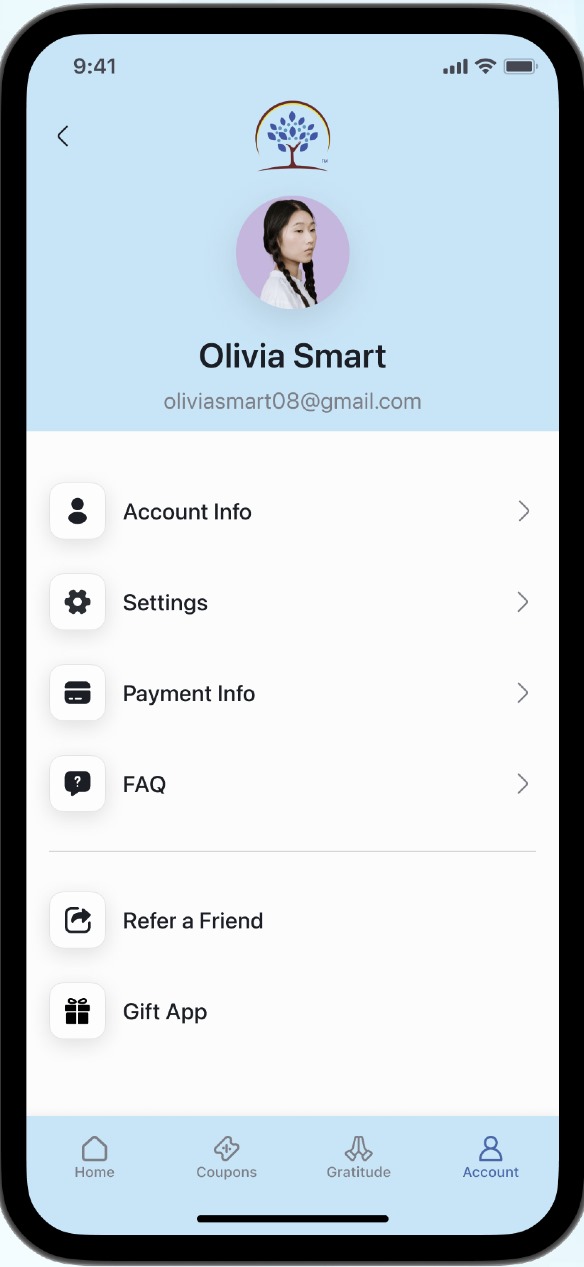 9:41
TM
Olivia Smart
oliviasmart08@gmail.com
Account Info
Settings
Payment Info
?
FAQ
Refer a Friend
Gift App
Home
Coupons
Gratitude
Account